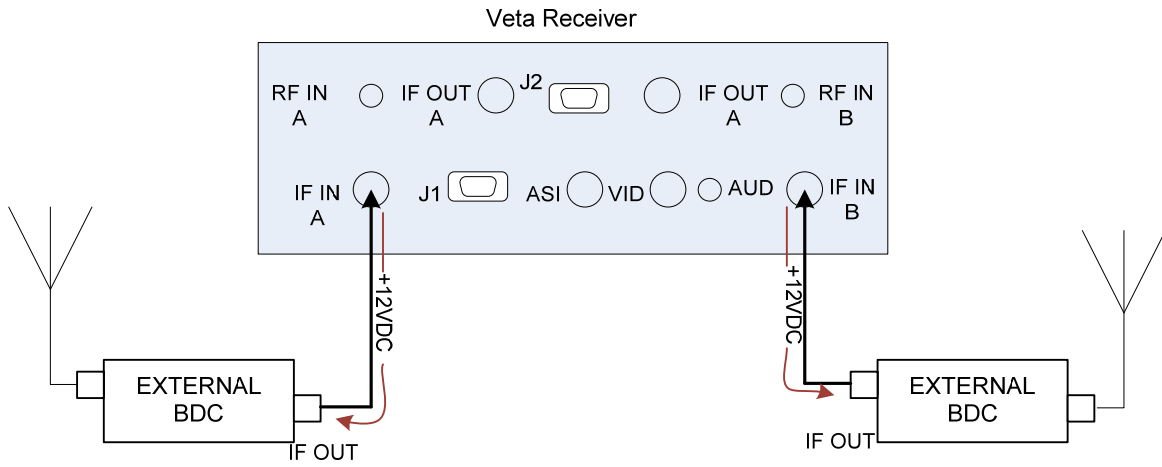 Veta Receiver
RF IN
A
IF OUT
A
J2
IF OUT
A
RF IN
B
IF IN
A
J1
ASI
VID
AUD
IF IN
B
+12VDC
+12VDC
EXTERNAL
BDC
IF OUT
EXTERNAL
BDC
IF OUT